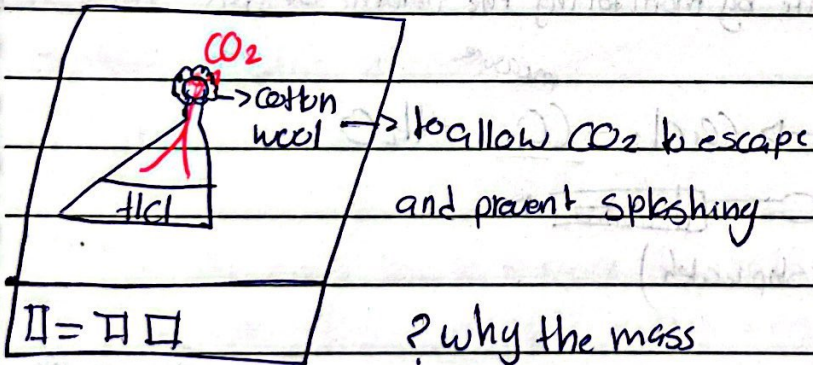 CO₂
→ cotton
wool → to allow CO₂ to escape
and prevent splashing
HCl
? why the mass